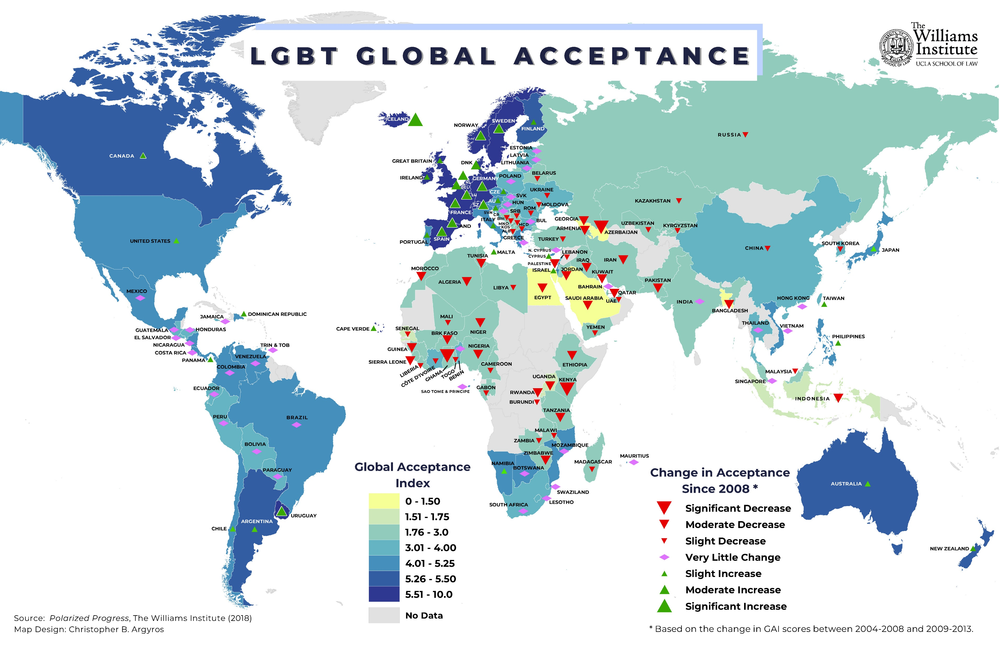 LGBT GLOBAL ACCEPTANCE
The
Williams
Institute
UCLA SCHOOL OF LAW
ICELAND
NORWAY
SWEDEN
FINLAND
RUSSIA
CANADA
GREAT BRITAIN
IRELAND
DNK
ESTONIA
LATVIA
LITHUANIA
BELARUS
POLAND
GERMANY
NL
BEL
LU
CZE
UKRAINE
SVK
AU
HUN
MOLDOVA
SZ
FRANCE
SVN
CR
SRB
ROM
ITALY
BIH
BUL
MNO
KOS
MCD
ALB
AND
PORTUGAL
SPAIN
GREECE
GEORGIA
ARMENIA
AZERBAIJAN
TURKEY
KAZAKHSTAN
UZBEKISTAN
KYRGYZSTAN
UNITED STATES
CHINA
SOUTH KOREA
JAPAN
MALTA
N. CYPRUS
CYPRUS
LEBANON
TUNISIA
PALESTINE
IRAQ
IRAN
ISRAEL
JORDAN
KUWAIT
MOROCCO
ALGERIA
LIBYA
EGYPT
BAHRAIN
QATAR
SAUDI ARABIA
UAE
PAKISTAN
INDIA
BANGLADESH
HONG KONG
TAIWAN
MEXICO
DOMINICAN REPUBLIC
JAMAICA
GUATEMALA
HONDURAS
EL SALVADOR
NICARAGUA
COSTA RICA
PANAMA
TRIN & TOB
VENEZUELA
COLOMBIA
ECUADOR
PERU
BRAZIL
BOLIVIA
PARAGUAY
URUGUAY
ARGENTINA
CHILE
CAPE VERDE
SENEGAL
MALI
NIGER
BRK FASO
GUINEA
NIGERIA
SIERRA LEONE
LIBERIA
CÔTE D'IVOIRE
GHANA
TOGO
BENIN
CAMEROON
SAO TOME & PRINCIPE
GABON
YEMEN
ETHIOPIA
UGANDA
KENYA
RWANDA
BURUNDI
TANZANIA
MALAWI
ZAMBIA
MOZAMBIQUE
ZIMBABWE
NAMIBIA
BOTSWANA
MADAGASCAR
MAURITIUS
SWAZILAND
LESOTHO
SOUTH AFRICA
THAILAND
VIETNAM
PHILIPPINES
MALAYSIA
SINGAPORE
INDONESIA
AUSTRALIA
NEW ZEALAND
Global Acceptance
Index
0 - 1.50
1.51 - 1.75
1.76 - 3.0
3.01 - 4.00
4.01 - 5.25
5.26 - 5.50
5.51 - 10.0
No Data
Change in Acceptance
Since 2008 *
Significant Decrease
Moderate Decrease
Slight Decrease
Very Little Change
Slight Increase
Moderate Increase
Significant Increase
Source: Polarized Progress, The Williams Institute (2018)
Map Design: Christopher B. Argyros
* Based on the change in GAI scores between 2004-2008 and 2009-2013.